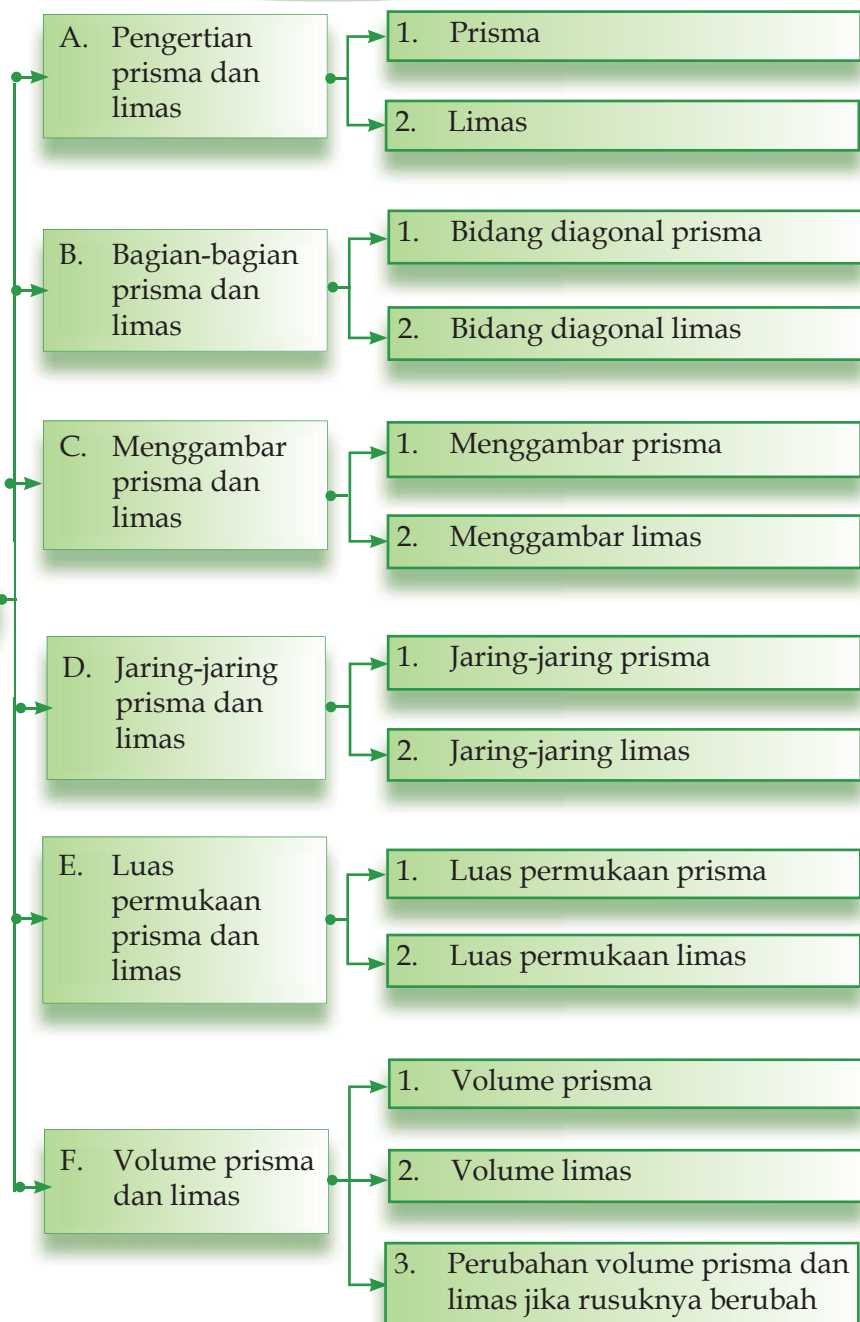 A. Pengertian
prisma dan
limas
1. Prisma
2. Limas
B. Bagian-bagian
prisma dan
limas
1. Bidang diagonal prisma
2. Bidang diagonal limas
C. Menggambar
prisma dan
limas
1. Menggambar prisma
2. Menggambar limas
D. Jaring-jaring
prisma dan
limas
1. Jaring-jaring prisma
2. Jaring-jaring limas
E. Luas
permukaan
prisma dan
limas
1. Luas permukaan prisma
2. Luas permukaan limas
F. Volume prisma
dan limas
1. Volume prisma
2. Volume limas
3. Perubahan volume prisma dan
limas jika rusuknya berubah